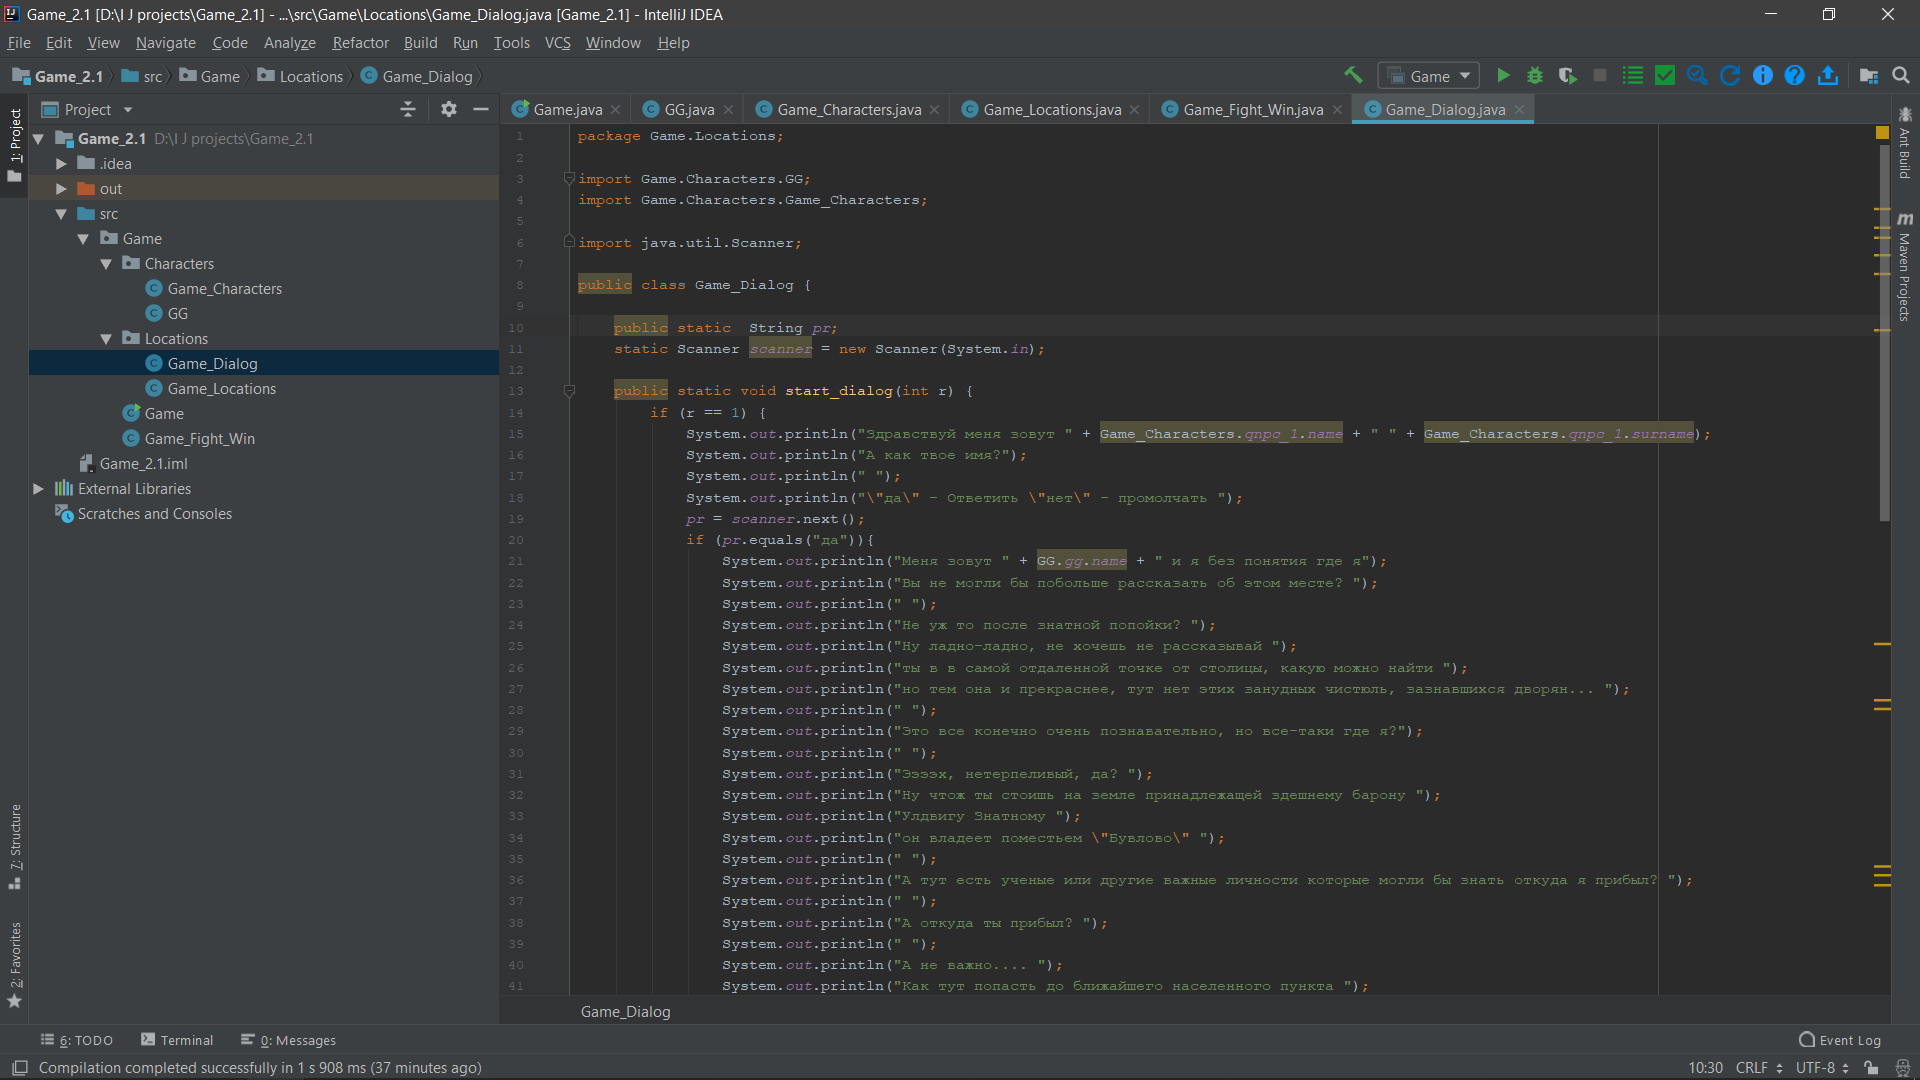 Game_2.1 [D:\I J projects\Game_2.1] - ...\src\Game\Locations\Game_Dialog.java [Game_2.1] - IntelliJ IDEA
File Edit View Navigate Code Analyze Refactor Build Run Tools VCS Window Help
Game_2.1 src Game Locations Game_Dialog
Game
Project
Game.java GG.java Game_Characters.java Game_Locations.java Game_Fight_Win.java Game_Dialog.java
1: Project
7: Structure
2: Favorites
Game_2.1 D:\I J projects\Game_2.1
.idea
out
src
Game
Characters
Game_Characters
GG
Locations
Game_Dialog
Game_Locations
Game
Game_Fight_Win
Game_2.1.iml
External Libraries
Scratches and Consoles
1 package Game.Locations;
2
3 import Game.Characters.GG;
4 import Game.Characters.Game_Characters;
5
6 import java.util.Scanner;
7
8 public class Game_Dialog {
9
10 public static  String pr;
11 static Scanner scanner = new Scanner(System.in);
12
13 public static void start_dialog(int r) {
14 if (r == 1) {
15 System.out.println("Здравствуй меня зовут " + Game_Characters.qnpc_1.name + " " + Game_Characters.qnpc_1.surname);
16 System.out.println("А как твое имя?");
17 System.out.println(" ");
18 System.out.println("\"да\" - Ответить \"нет\" - промолчать ");
19 pr = scanner.next();
20 if (pr.equals("да")){
21 System.out.println("Меня зовут " + GG.gg.name + " и я без понятия где я");
22 System.out.println("Вы не могли бы побольше рассказать об этом месте? ");
23 System.out.println(" ");
24 System.out.println("Не уж то после знатной попойки? ");
25 System.out.println("Ну ладно-ладно, не хочешь не рассказывай ");
26 System.out.println("ты в в самой отдаленной точке от столицы, какую можно найти ");
27 System.out.println("но тем она и прекраснее, тут нет этих занудных чистюль, зазнавшихся дворян... ");
28 System.out.println(" ");
29 System.out.println("Это все конечно очень познавательно, но все-таки где я?");
30 System.out.println(" ");
31 System.out.println("Ээээх, нетерпеливый, да? ");
32 System.out.println("Ну чтож ты стоишь на земле принадлежащей здешнему барону ");
33 System.out.println("Улдвигу Знатному ");
34 System.out.println("он владеет поместьем \"Бувлово\" ");
35 System.out.println(" ");
36 System.out.println("А тут есть ученые или другие важные личности которые могли бы знать откуда я прибыл? ");
37 System.out.println(" ");
38 System.out.println("А откуда ты прибыл? ");
39 System.out.println(" ");
40 System.out.println("А не важно.... ");
41 System.out.println("Как тут попасть до ближайшего населенного пункта ");
Game_Dialog
Ant Build
m Maven Projects
6: TODO Terminal 0: Messages Event Log
Compilation completed successfully in 1 s 908 ms (37 minutes ago) 10:30 CRLF UTF-8